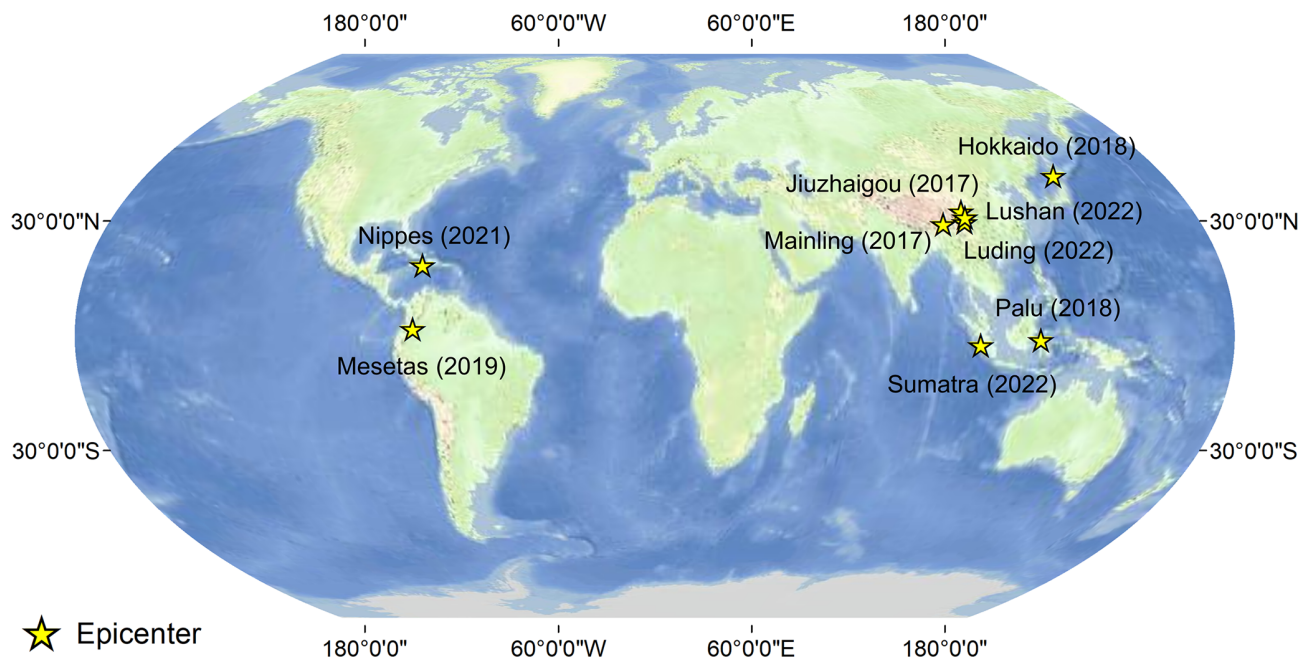 180°0'0" 60°0'0"W 60°0'0"E 180°0'0"
Hokkaido (2018)
Jiuzhaigou (2017)
30°0'0"N Lushan (2022) 30°0'0"N
Nippes (2021) Mainling (2017) Luding (2022)
Palu (2018)
Mesetas (2019)
Sumatra (2022)
30°0'0"S 30°0'0"S
Epicenter
180°0'0" 60°0'0"W 60°0'0"E 180°0'0"